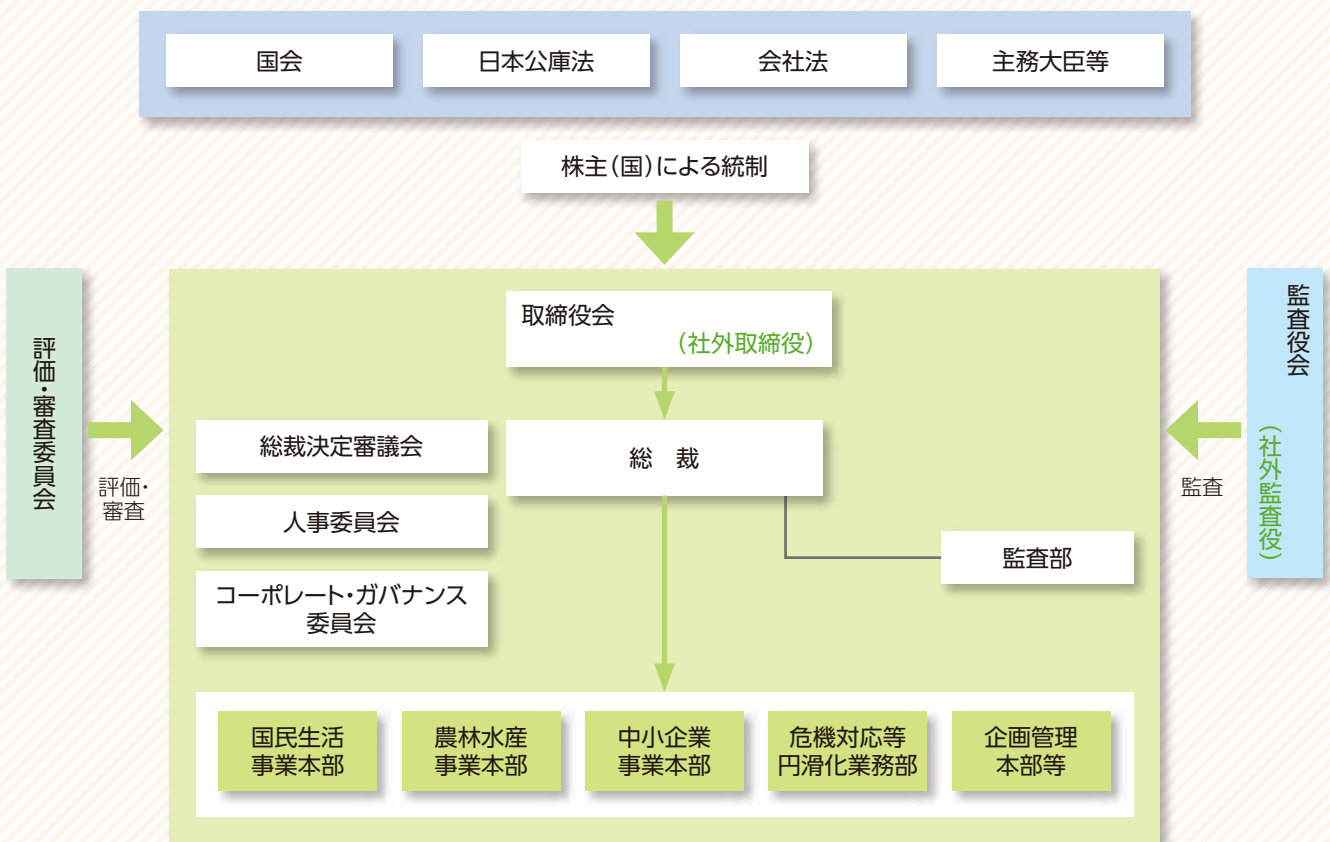 国会
日本公庫法
会社法
主務大臣等
株主(国)による統制
評価・審査委員会
評価・
審査
取締役会
(社外取締役)
総裁決定審議会
総　裁
人事委員会
コーポレート・ガバナンス
委員会
監査部
監査
監査役会
(社外監査役)
国民生活
事業本部
農林水産
事業本部
中小企業
事業本部
危機対応等
円滑化業務部
企画管理
本部等